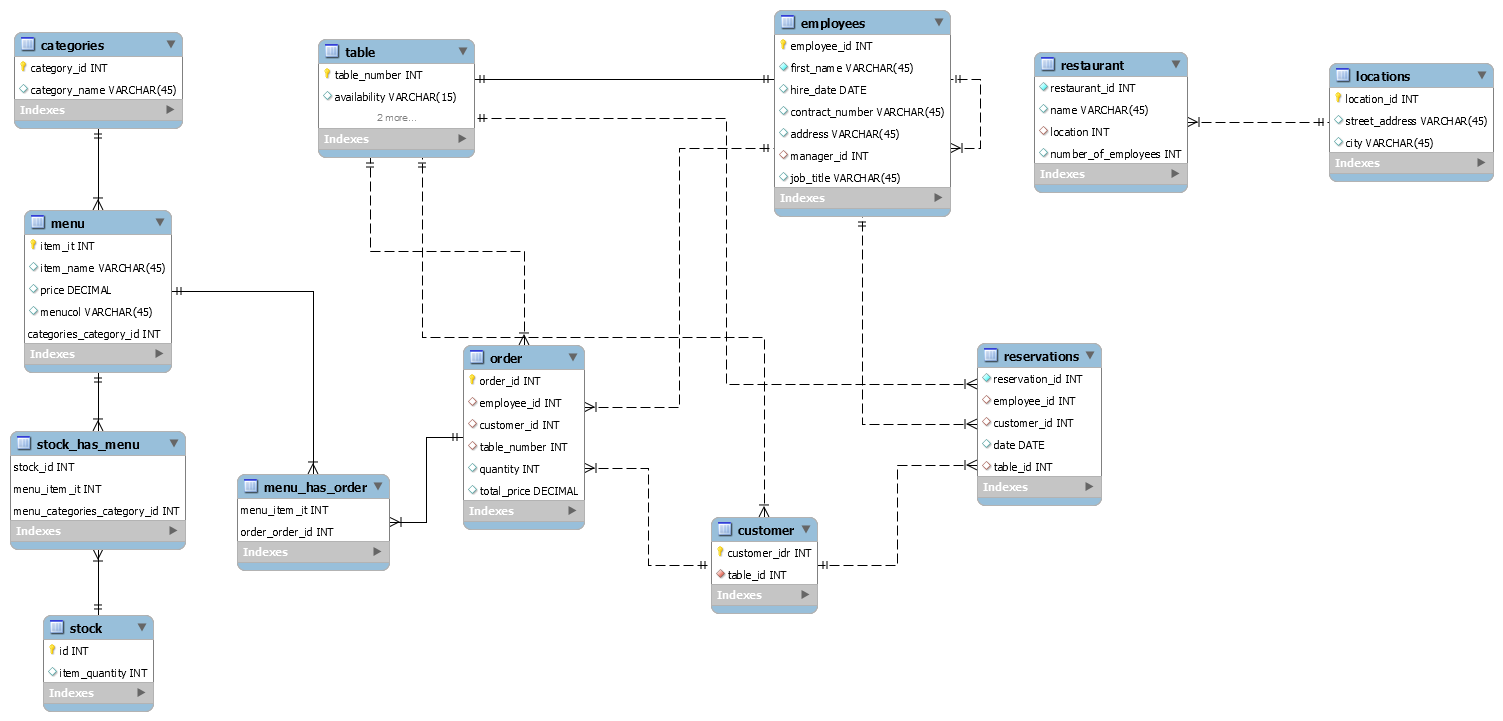 categories
category_id INT
category_name VARCHAR(45)
Indexes
table
table_number INT
availability VARCHAR(15)
2 more...
Indexes
employees
employee_id INT
first_name VARCHAR(45)
hire_date DATE
contract_number VARCHAR(45)
address VARCHAR(45)
manager_id INT
job_title VARCHAR(45)
Indexes
restaurant
restaurant_id INT
name VARCHAR(45)
location INT
number_of_employees INT
Indexes
locations
location_id INT
street_address VARCHAR(45)
city VARCHAR(45)
Indexes
menu
item_it INT
item_name VARCHAR(45)
price DECIMAL
menucol VARCHAR(45)
categories_category_id INT
Indexes
order
order_id INT
employee_id INT
customer_id INT
table_number INT
quantity INT
total_price DECIMAL
Indexes
reservations
reservation_id INT
employee_id INT
customer_id INT
date DATE
table_id INT
Indexes
stock_has_menu
stock_id INT
menu_item_it INT
menu_categories_category_id INT
Indexes
menu_has_order
menu_item_it INT
order_order_id INT
Indexes
customer
customer_idr INT
table_id INT
Indexes
stock
id INT
item_quantity INT
Indexes